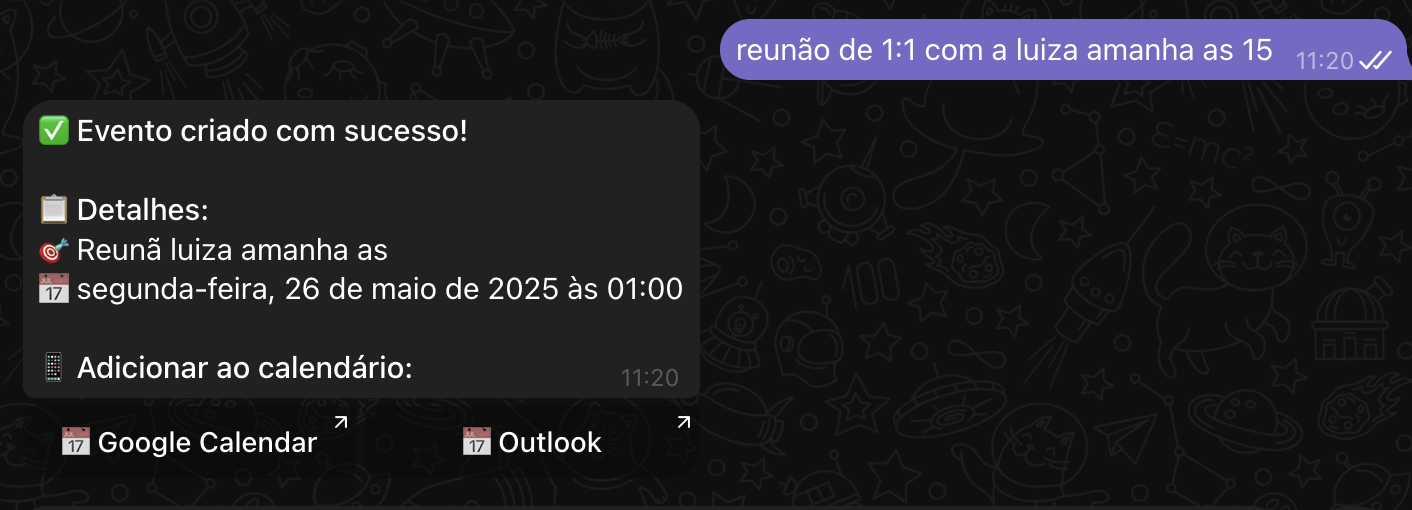 reunão de 1:1 com a luiza amanha as 15 11:20
✅ Evento criado com sucesso!
📋 Detalhes:
🎯 Reunã luiza amanha as
📅 segunda-feira, 26 de maio de 2025 às 01:00
📱 Adicionar ao calendário:
11:20
📅 Google Calendar
📅 Outlook
E=mc²